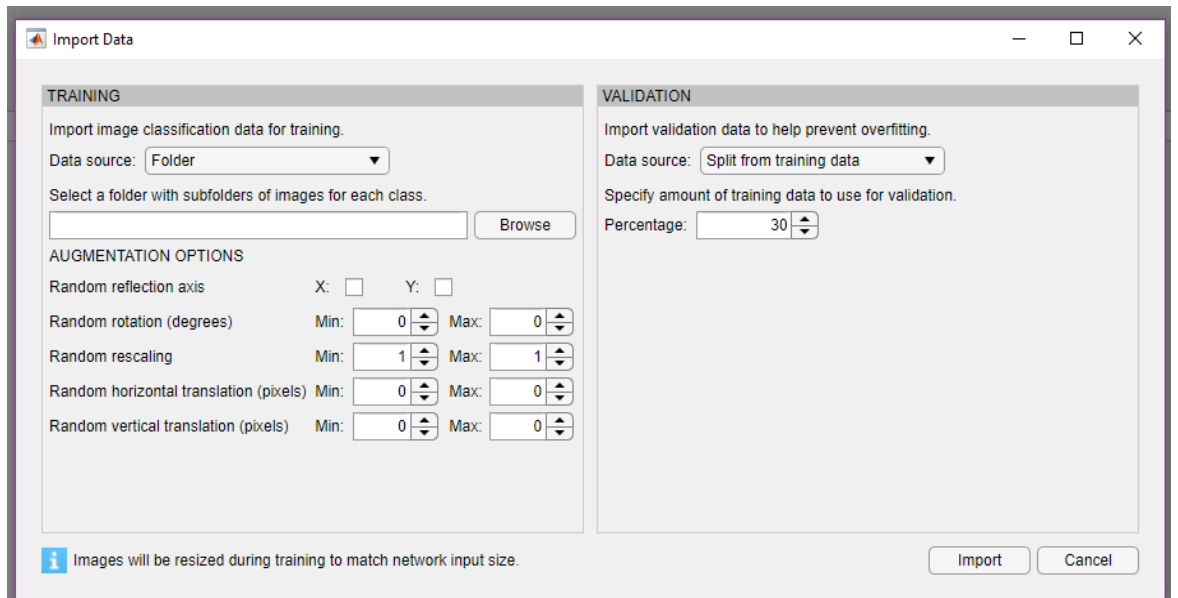 Import Data
TRAINING
Import image classification data for training.
Data source: Folder
Select a folder with subfolders of images for each class.
Browse
AUGMENTATION OPTIONS
Random reflection axis X: Y:
Random rotation (degrees) Min: 0 Max: 0
Random rescaling Min: 1 Max: 1
Random horizontal translation (pixels) Min: 0 Max: 0
Random vertical translation (pixels) Min: 0 Max: 0
VALIDATION
Import validation data to help prevent overfitting.
Data source: Split from training data
Specify amount of training data to use for validation.
Percentage: 30
Images will be resized during training to match network input size.
Import Cancel